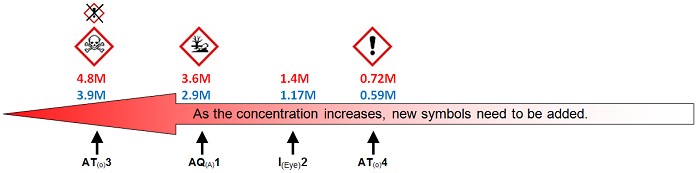 4.8M 3.6M 1.4M 0.72M
3.9M 2.9M 1.17M 0.59M
As the concentration increases, new symbols need to be added.
AT(o)3 AQ(A)1 I(Eye)2 AT(o)4